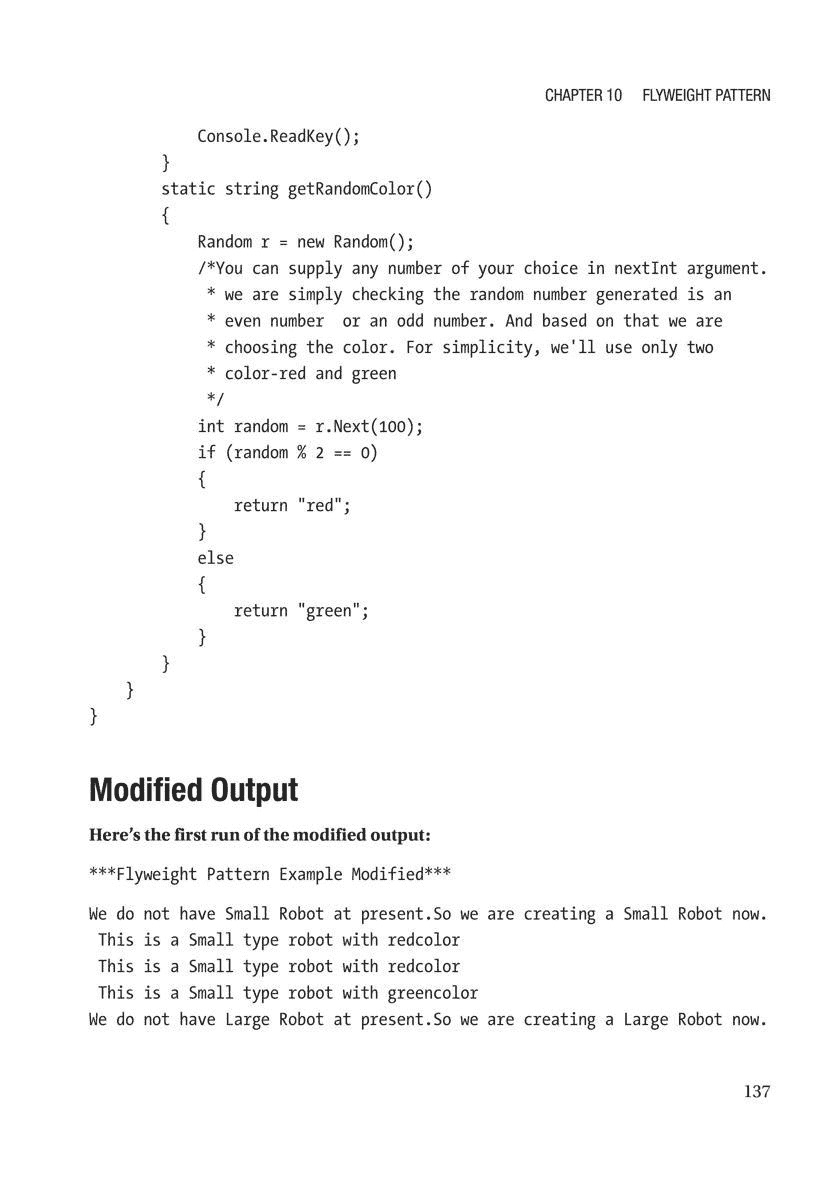 CHAPTER 10 FLYWEIGHT PATTERN
            Console.ReadKey();
        }
        static string getRandomColor()
        {
            Random r = new Random();
            /*You can supply any number of your choice in nextInt argument.
             * we are simply checking the random number generated is an
             * even number  or an odd number. And based on that we are
             * choosing the color. For simplicity, we'll use only two
             * color-red and green
             */
            int random = r.Next(100);
            if (random % 2 == 0)
            {
                return "red";
            }
            else
            {
                return "green";
            }
        }
    }
}
Modified Output
Here’s the first run of the modified output:
***Flyweight Pattern Example Modified***
We do not have Small Robot at present.So we are creating a Small Robot now.
 This is a Small type robot with redcolor
 This is a Small type robot with redcolor
 This is a Small type robot with greencolor
We do not have Large Robot at present.So we are creating a Large Robot now.
137